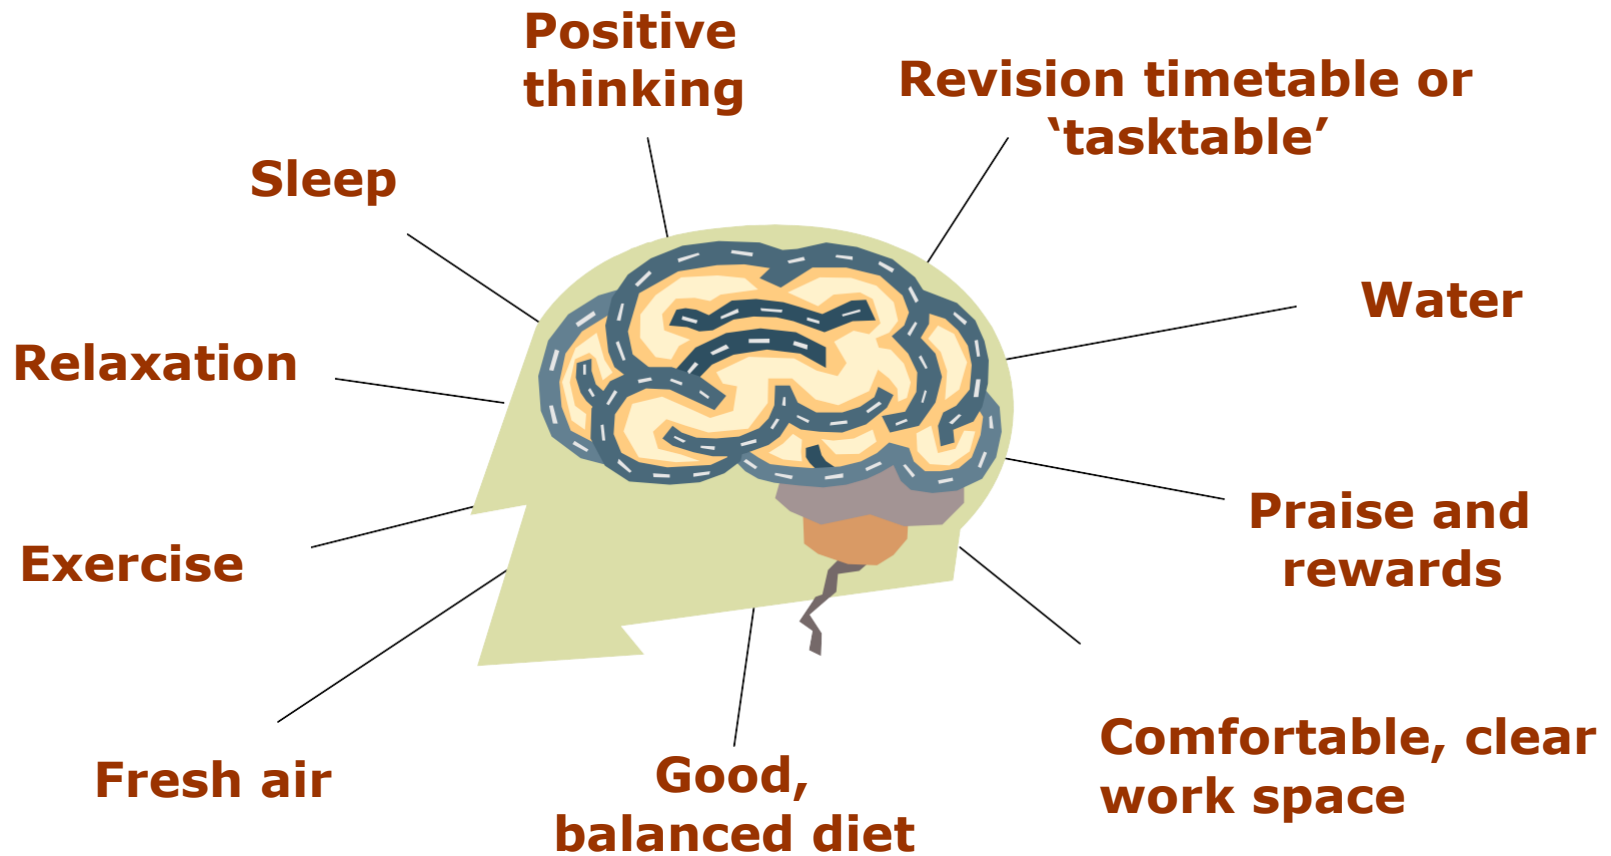 Positive
thinking
Revision timetable or
‘tasktable’
Sleep
Water
Relaxation
Praise and
rewards
Exercise
Comfortable, clear
work space
Fresh air
Good,
balanced diet